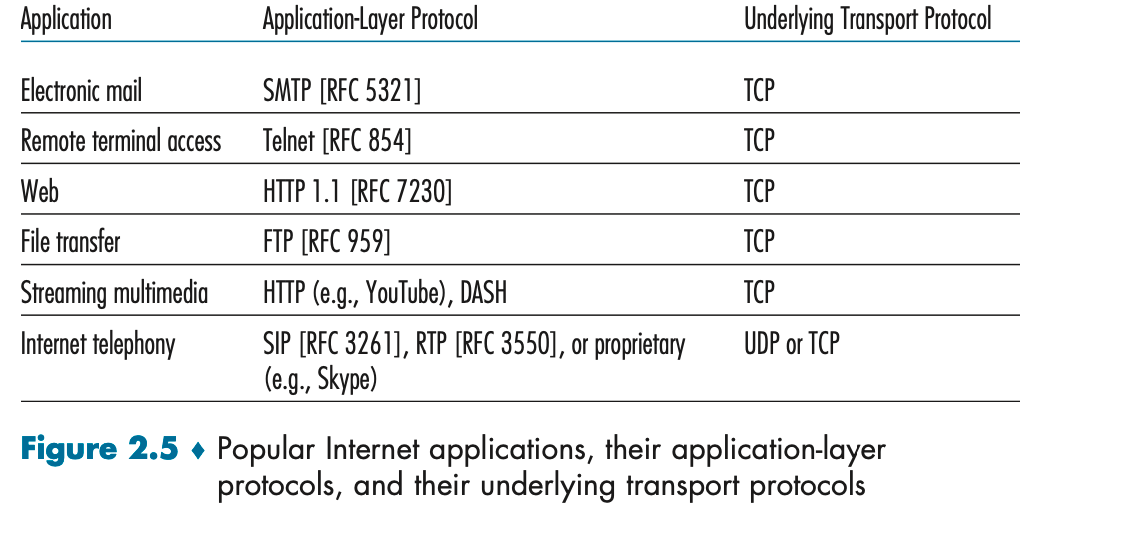 Application Application-Layer Protocol Underlying Transport Protocol
Electronic mail SMTP [RFC 5321] TCP
Remote terminal access Telnet [RFC 854] TCP
Web HTTP 1.1 [RFC 7230] TCP
File transfer FTP [RFC 959] TCP
Streaming multimedia HTTP (e.g., YouTube), DASH TCP
Internet telephony SIP [RFC 3261], RTP [RFC 3550], or proprietary UDP or TCP
(e.g., Skype)
Figure 2.5 ♦ Popular Internet applications, their application-layer
protocols, and their underlying transport protocols